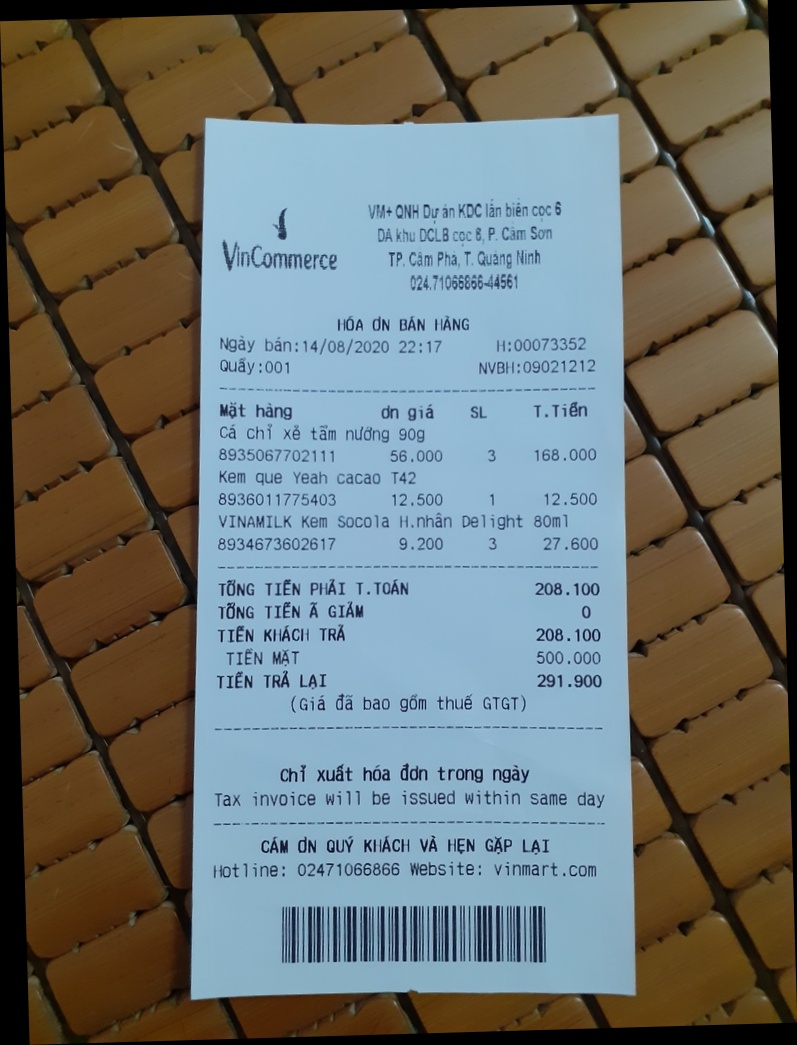 VinCommerce
VM+ QNH Dự án KDC lấn biển cọc 6
DA khu DCLB cọc 8, P. Cẩm Sơn
TP. Cẩm Phả, T. Quảng Ninh
024.71066866-44561
HÓA ƠN BÁN HÀNG
Ngày bán:14/08/2020 22:17 H:00073352
Quầy:001 NVBH:09021212
Mặt hàng ơn giá SL T.Tiền
Cá chỉ xẻ tẩm nướng 90g
8935067702111 56.000 3 168.000
Kem que Yeah cacao T42
8936011775403 12.500 1 12.500
VINAMILK Kem Socola H.nhân Delight 80ml
8934673602617 9.200 3 27.600
TỔNG TIỀN PHẢI T.TOÁN 208.100
TỔNG TIỀN Ã GIẢM 0
TIỀN KHÁCH TRẢ 208.100
TIỀN MẶT 500.000
TIỀN TRẢ LẠI 291.900
(Giá đã bao gồm thuế GTGT)
Chỉ xuất hóa đơn trong ngày
Tax invoice will be issued within same day
CÁM ƠN QUÝ KHÁCH VÀ HẸN GẶP LẠI
Hotline: 02471066866 Website: vinmart.com